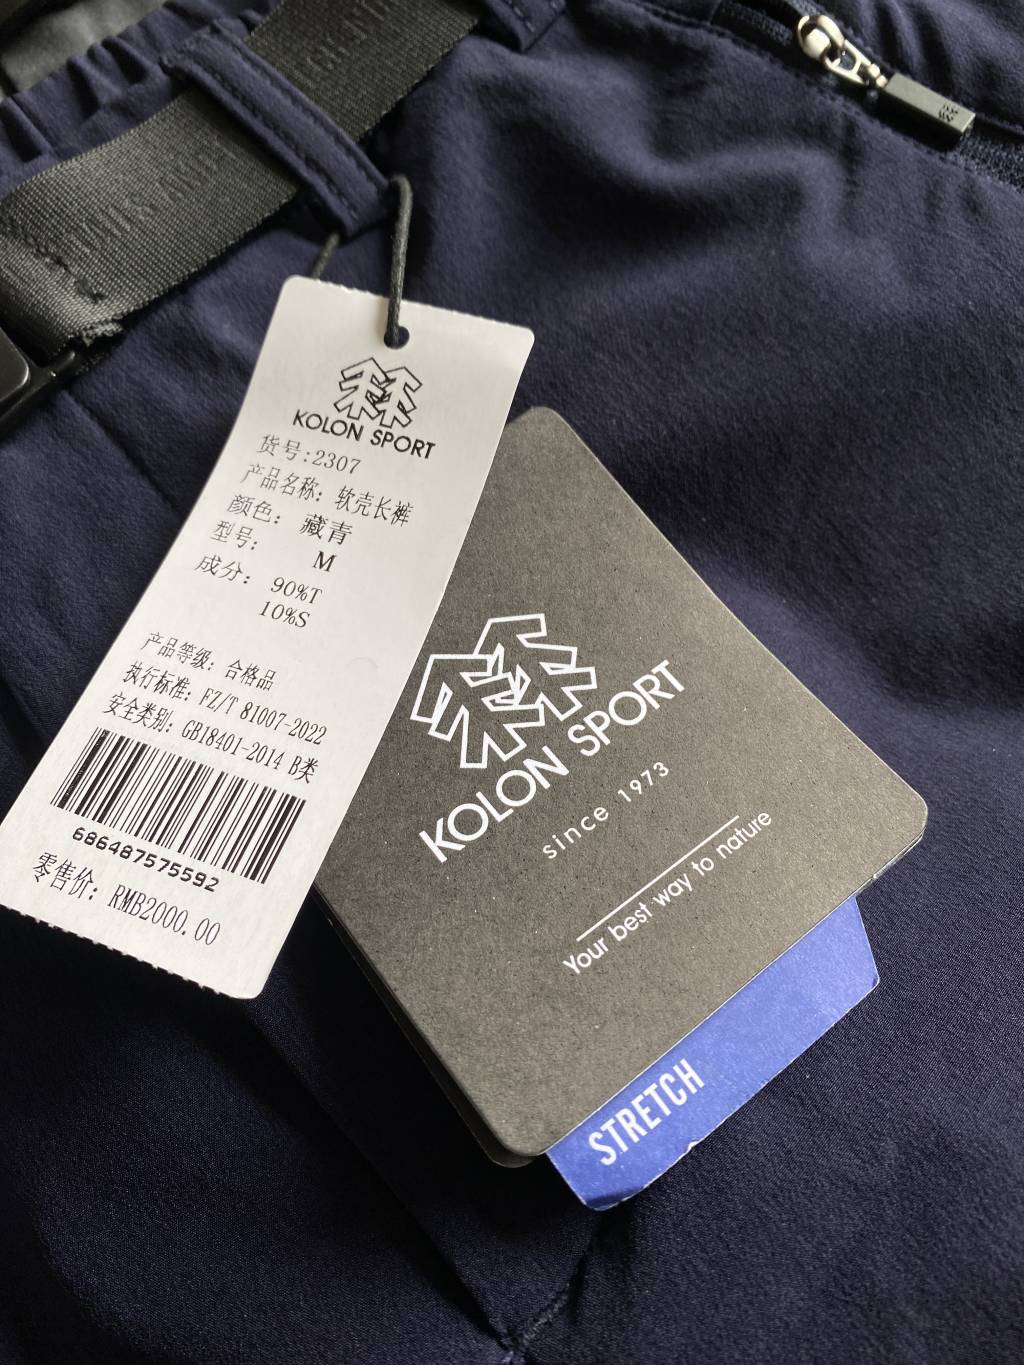 KOLON SPORT
货号:2307
产品名称: 软壳长裤
颜色: 藏青
型号: M
成分: 90%T
10%S
产品等级: 合格品
执行标准: FZ/T 81007-2022
安全类别: GB18401-2014 B类
686487575592
零售价: RMB2000.00
KOLON SPORT
since 1973
Your best way to nature
STRETCH